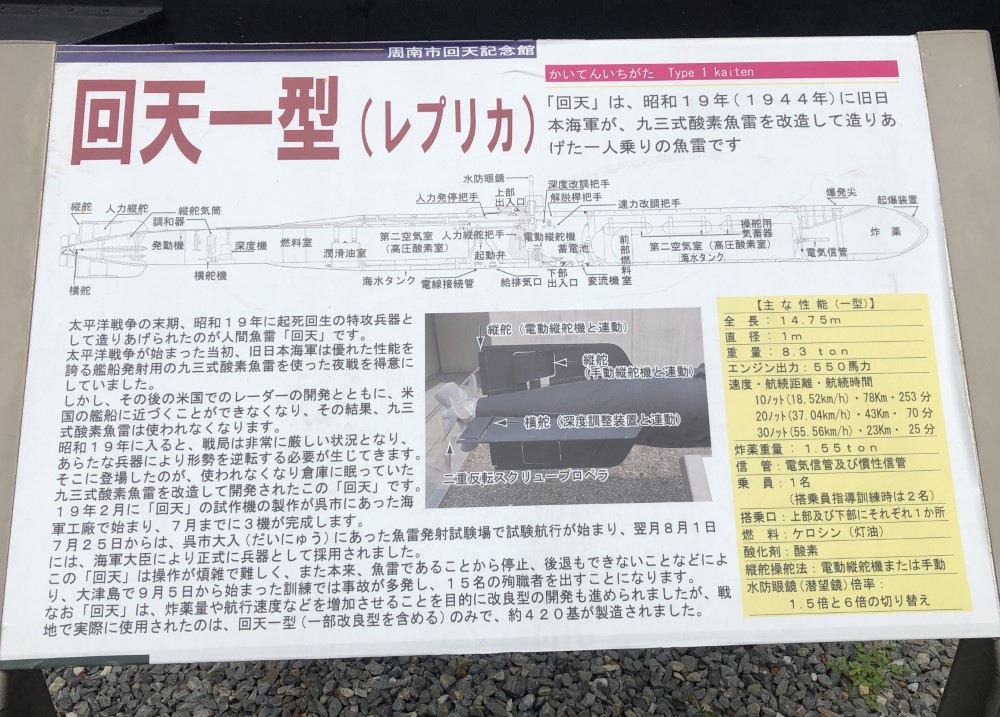 周南市回天記念館
回天一型(レプリカ)
かいてんいちがた Type 1 kaiten
「回天」は、昭和19年(1944年)に旧日
本海軍が、九三式酸素魚雷を改造して造りあ
げた一人乗りの魚雷です
水防眼鏡
深度改調把手
人力発停把手
上部
出入口
解脱桿把手
速力改調把手
爆発尖
起爆装置
縦舵
人力縦舵
縦舵気筒
調和器
発動機
深度機
燃料室
潤滑油室
第二空気室
(高圧酸素室)
人力縦舵把手
起動弁
電動縦舵機
蓄電池
前部燃料室
第二空気室(高圧酸素室)
海水タンク
操舵用
気蓄器
電気信管
炸薬
横舵
横舵機
海水タンク
電線接続管
給排気口
下部
出入口
変流機
太平洋戦争の末期、昭和19年に起死回生の特攻兵器と
して造りあげられたのが人間魚雷「回天」です。
太平洋戦争が始まった当初、旧日本海軍は優れた性能を
誇る艦船発射用の九三式酸素魚雷を使った夜戦を得意に
していました。
しかし、その後の米国でのレーダーの開発とともに、米
国の艦船に近づくことができなくなり、その結果、九三
式酸素魚雷は使われなくなります。
昭和19年に入ると、戦局は非常に厳しい状況となり、
あらたな兵器により形勢を逆転する必要が生じてきます。
そこに登場したのが、使われなくなり倉庫に眠っていた
九三式酸素魚雷を改造して開発されたこの「回天」です。
19年2月に「回天」の試作機の製作が呉市にあった海
軍工廠で始まり、7月までに3機が完成します。
7月25日からは、呉市大入(だいにゅう)にあった魚雷発射試験場で試験航行が始まり、翌月8月1日
には、海軍大臣により正式に兵器として採用されました。
この「回天」は操作が煩雑で難しく、また本来、魚雷であることから停止、後退もできないことなどによ
り、大津島で9月5日から始まった訓練では事故が多発し、15名の殉職者を出すことになります。
なお「回天」は、炸薬量や航行速度などを増加させることを目的に改良型の開発も進められましたが、戦
地で実際に使用されたのは、回天一型(一部改良型を含める)のみで、約420基が製造されました。
縦舵(電動縦舵機と連動)
縦舵
(手動縦舵機と連動)
横舵(深度調整装置と連動)
二重反転スクリュープロペラ
【主な性能(一型)】
全長:14.75m
直径:1m
重量:8.3 ton
エンジン出力:550馬力
速度・航続距離・航続時間
10ノット(18.52km/h)・78Km・253分
20ノット(37.04km/h)・43Km・70分
30ノット(55.56km/h)・23Km・25分
炸薬重量:1.55ton
信管:電気信管及び慣性信管
乗員:1名
(搭乗員指導訓練時は2名)
搭乗口:上部及び下部にそれぞれ1か所
燃料:ケロシン(灯油)
酸化剤:酸素
縦舵操舵法:電動縦舵機または手動
水防眼鏡(潜望鏡)倍率:
1.5倍と6倍の切り替え